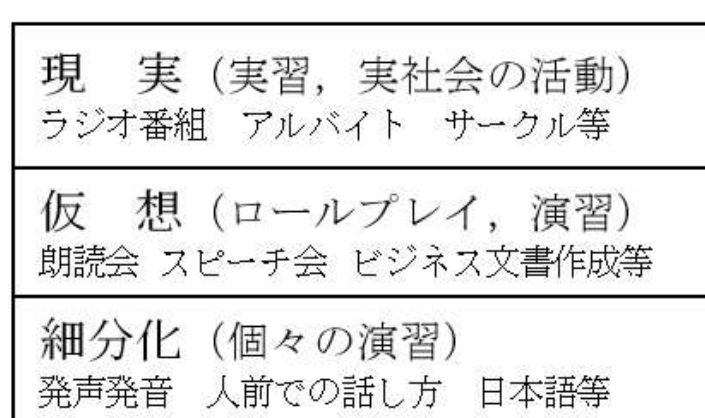 現　実（実習，実社会の活動）
ラジオ番組　アルバイト　サークル等
仮　想（ロールプレイ，演習）
朗読会　スピーチ会　ビジネス文書作成等
細分化（個々の演習）
発声発音　人前での話し方　日本語等